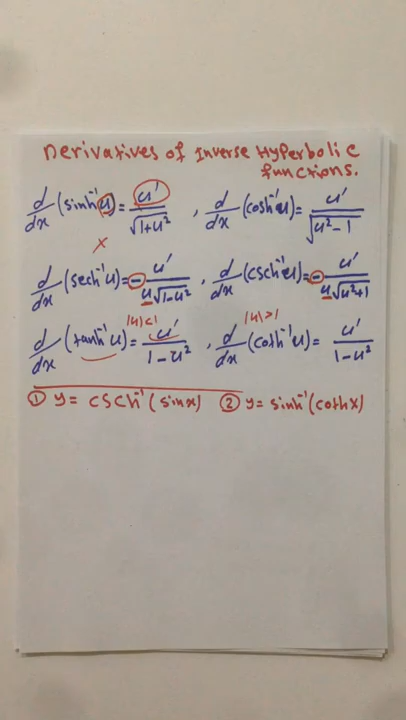 Derivatives of Inverse Hyperbolic
functions.
d/dx (sinh⁻¹u) = u'/√(1+u²) , d/dx (cosh⁻¹u) = u'/√(u²-1)
x
d/dx (sech⁻¹u) = - u'/(u√(1-u²)) , d/dx (csch⁻¹u) = - u'/(u√(u²+1))
|u|<1 |u|>1
d/dx (tanh⁻¹u) = u'/(1-u²) , d/dx (coth⁻¹u) = u'/(1-u²)
① y = csch⁻¹(sinx) ② y = sinh⁻¹(cothx)